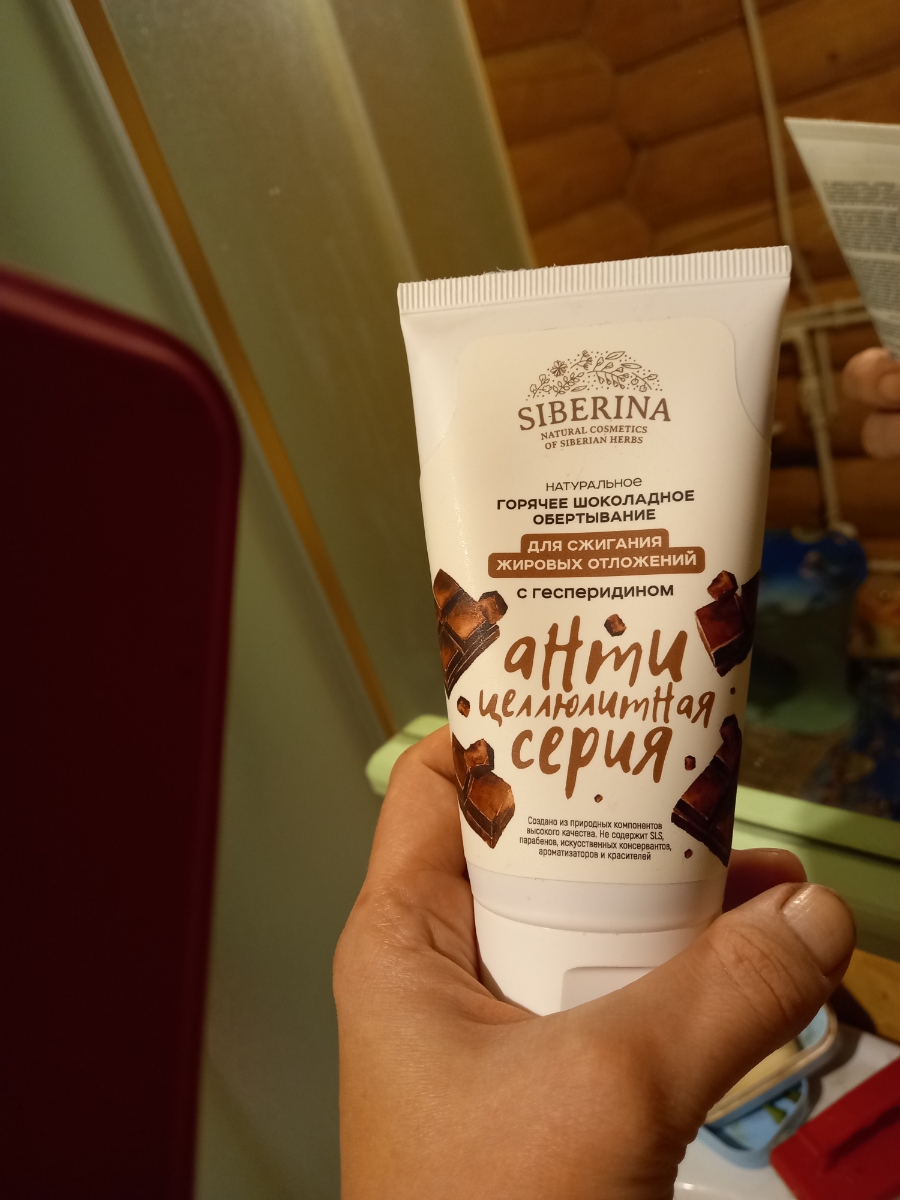 SIBERINA
NATURAL COSMETICS
OF SIBERIAN HERBS
НАТУРАЛЬНОЕ
ГОРЯЧЕЕ ШОКОЛАДНОЕ
ОБЕРТЫВАНИЕ
ДЛЯ СЖИГАНИЯ
ЖИРОВЫХ ОТЛОЖЕНИЙ
с гесперидином
анти
целлюлитная
серия
Создано из природных компонентов
высокого качества. Не содержит SLS,
парабенов, искусственных консервантов,
ароматизаторов и красителей